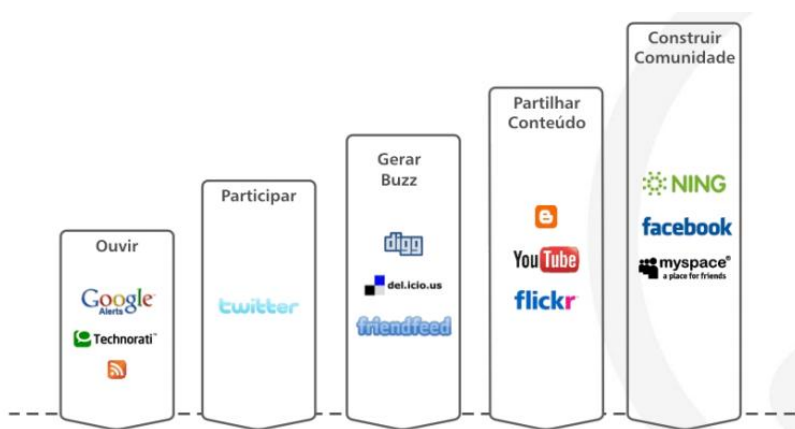 Ouvir
Google
Alerts
Technorati™
Participar
twitter
Gerar
Buzz
digg
del.icio.us
friendfeed
Partilhar
Conteúdo
YouTube
flickr
Construir
Comunidade
NING
facebook
myspace®
a place for friends